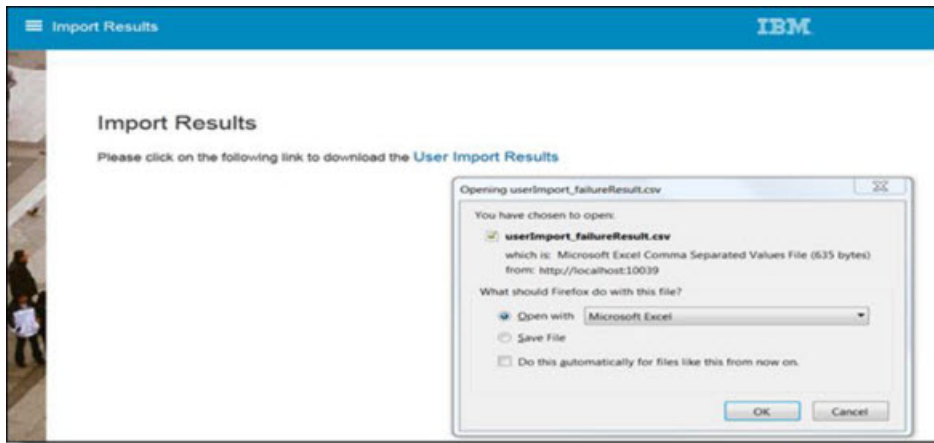 Import Results
IBM
Import Results
Please click on the following link to download the User Import Results
Opening userImport_failureResult.csv
You have chosen to open:
userImport_failureResult.csv
which is: Microsoft Excel Comma Separated Values File (635 bytes)
from: http://localhost:10039
What should Firefox do with this file?
Open with Microsoft Excel
Save File
Do this automatically for files like this from now on.
OK Cancel